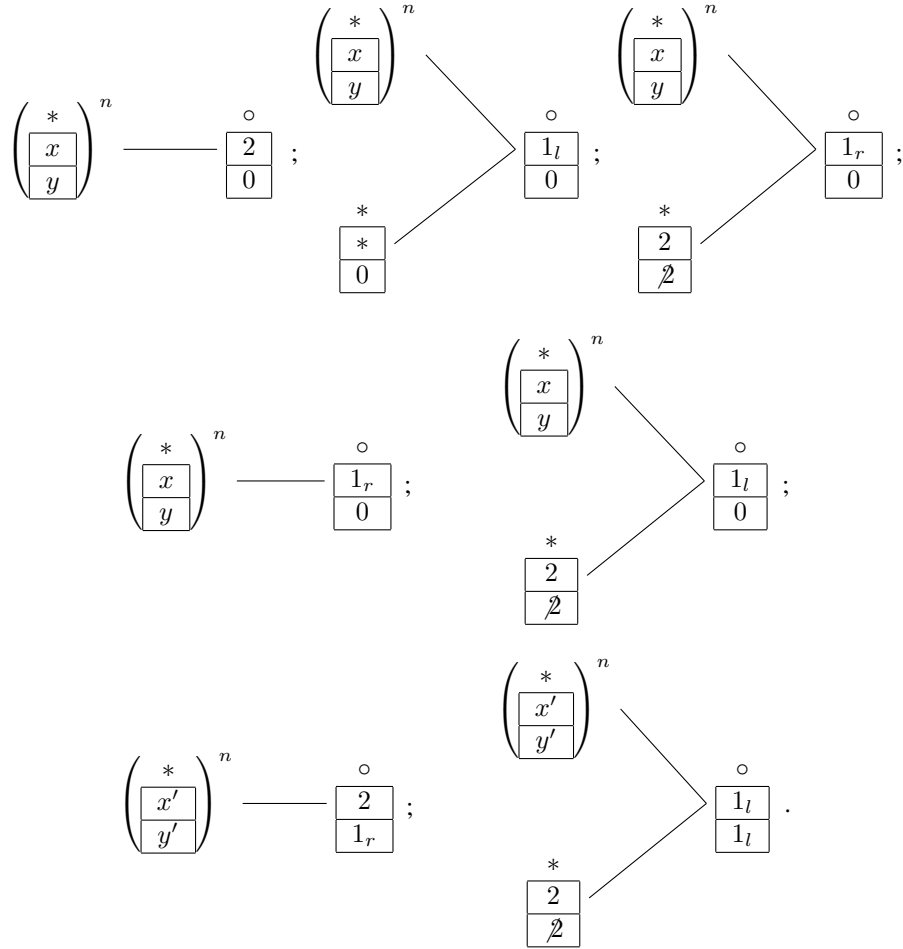 ( * x y )^n ∘ 2 0 ;
( * x y )^n * * 0 ∘ 1_l 0 ;
( * x y )^n * 2 2̸ ∘ 1_r 0 ;
( * x y )^n ∘ 1_r 0 ;
( * x y )^n * 2 2̸ ∘ 1_l 0 ;
( * x′ y′ )^n ∘ 2 1_r ;
( * x′ y′ )^n * 2 2̸ ∘ 1_l 1_l .